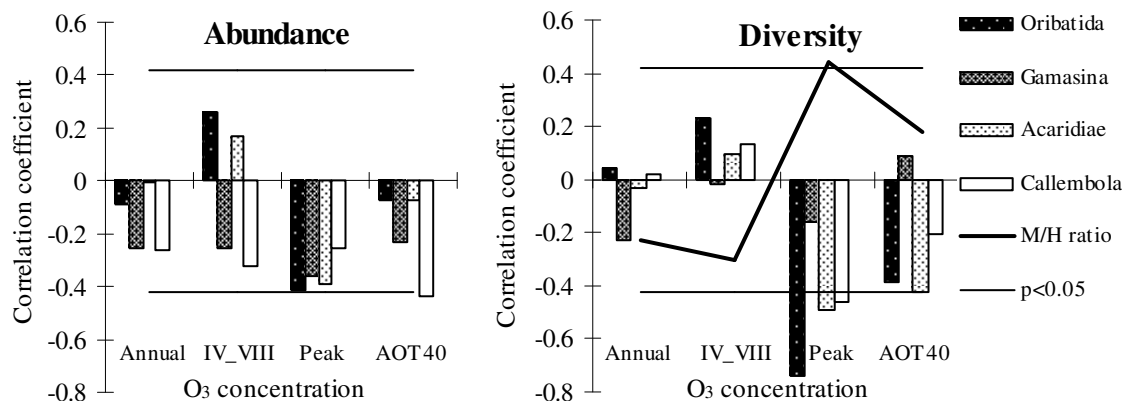 Abundance
Correlation coefficient
0.6
0.4
0.2
0
-0.2
-0.4
-0.6
-0.8
Annual IV_VIII Peak AOT40
O3 concentration
Diversity
Correlation coefficient
0.6
0.4
0.2
0
-0.2
-0.4
-0.6
-0.8
Annual IV_VIII Peak AOT40
O3 concentration
Oribatida
Gamasina
Acaridiae
Callembola
M/H ratio
p<0.05